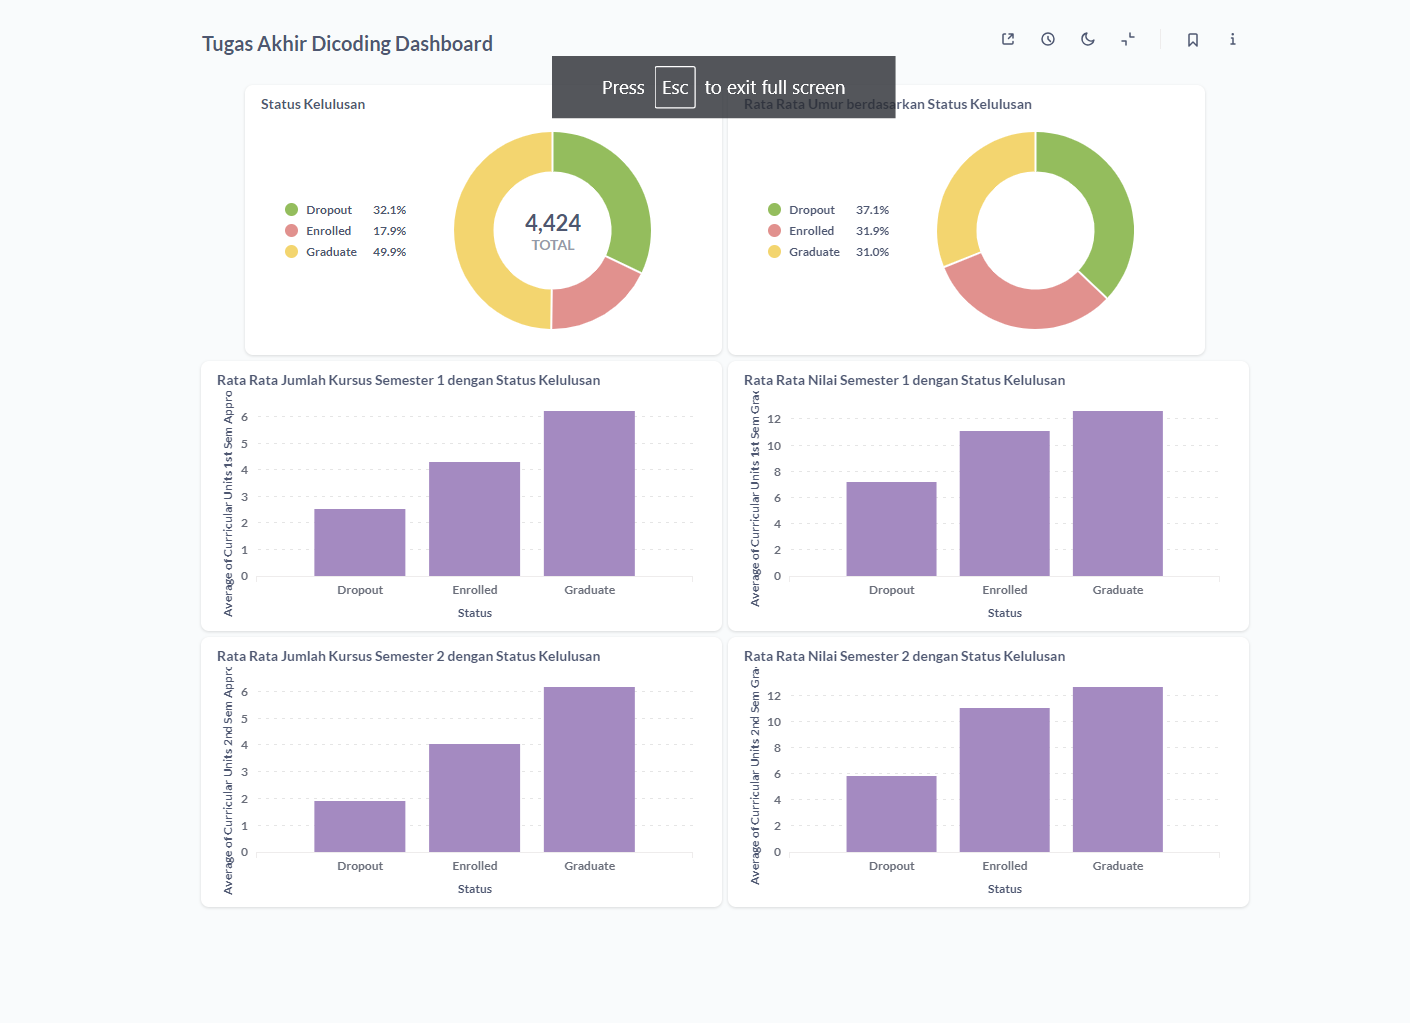 Tugas Akhir Dicoding Dashboard
Press Esc to exit full screen
Status Kelulusan
Dropout 32.1%
Enrolled 17.9%
Graduate 49.9%
4,424
TOTAL
Rata Rata Umur berdasarkan Status Kelulusan
Dropout 37.1%
Enrolled 31.9%
Graduate 31.0%
Rata Rata Jumlah Kursus Semester 1 dengan Status Kelulusan
Average of Curricular Units 1st Sem Appro
6
5
4
3
2
1
0
Dropout Enrolled Graduate
Status
Rata Rata Nilai Semester 1 dengan Status Kelulusan
Average of Curricular Units 1st Sem Gra
12
10
8
6
4
2
0
Dropout Enrolled Graduate
Status
Rata Rata Jumlah Kursus Semester 2 dengan Status Kelulusan
Average of Curricular Units 2nd Sem Appr
6
5
4
3
2
1
0
Dropout Enrolled Graduate
Status
Rata Rata Nilai Semester 2 dengan Status Kelulusan
Average of Curricular Units 2nd Sem Gra
12
10
8
6
4
2
0
Dropout Enrolled Graduate
Status